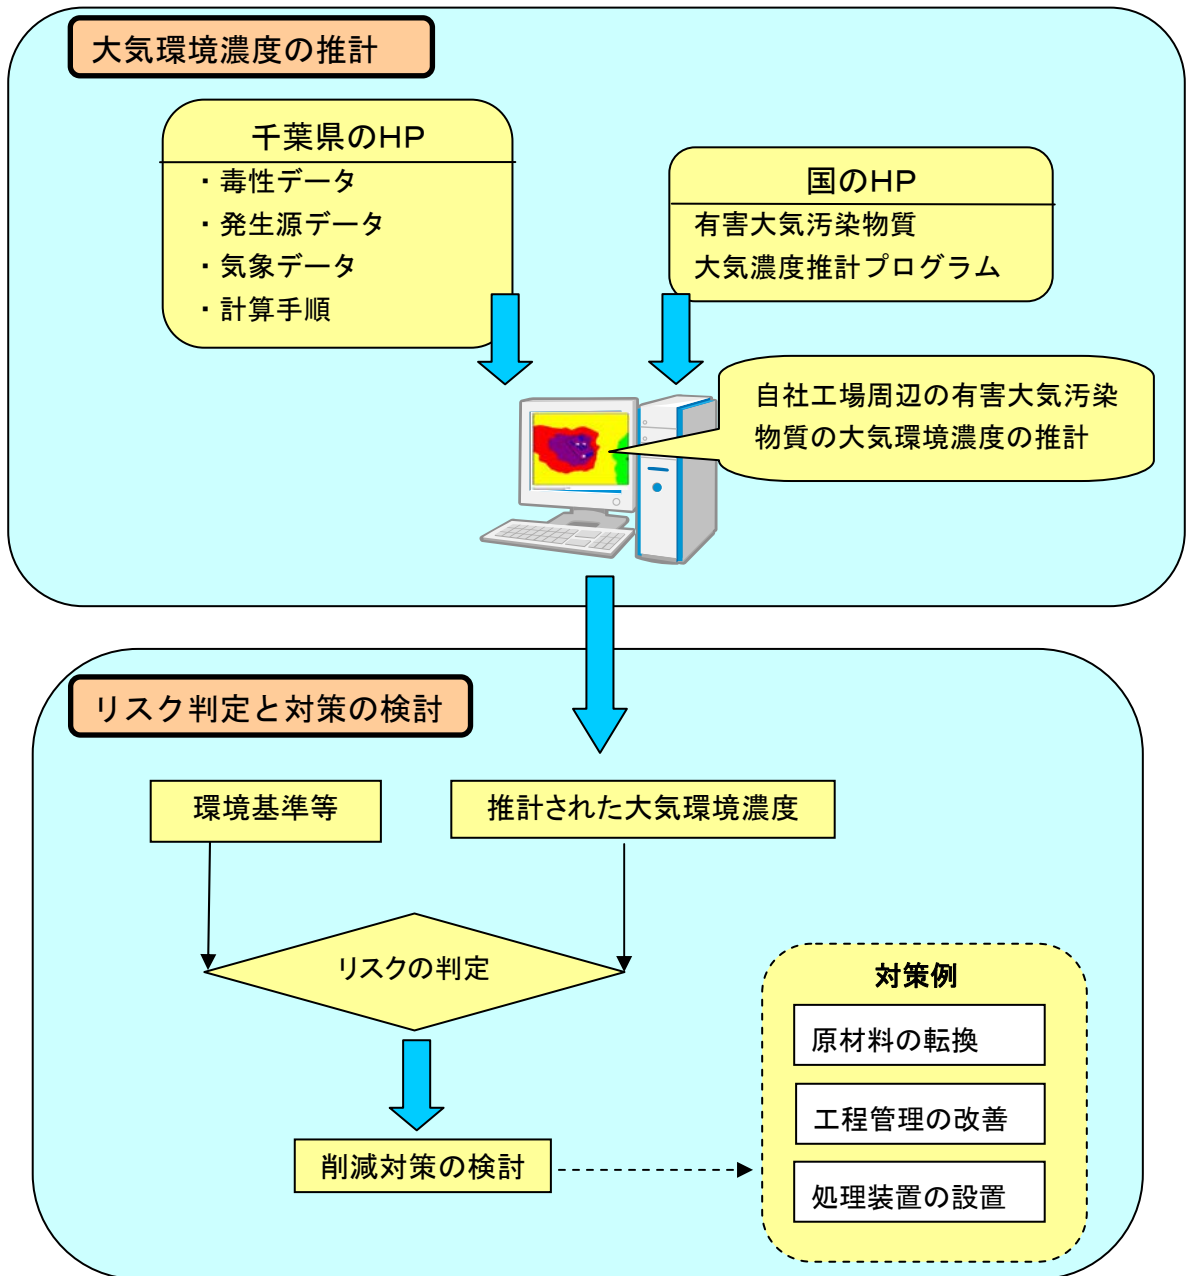 大気環境濃度の推計
千葉県のHP
・毒性データ
・発生源データ
・気象データ
・計算手順
国のHP
有害大気汚染物質
大気濃度推計プログラム
自社工場周辺の有害大気汚染
物質の大気環境濃度の推計
リスク判定と対策の検討
環境基準等
推計された大気環境濃度
リスクの判定
削減対策の検討
対策例
原材料の転換
工程管理の改善
処理装置の設置